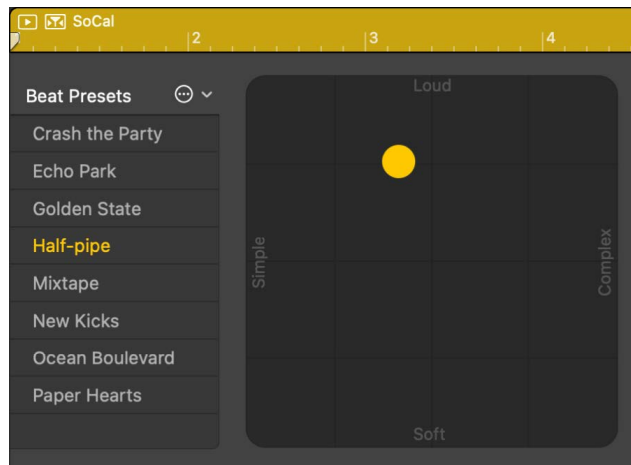 SoCal
2 3 4
Beat Presets
Crash the Party
Echo Park
Golden State
Half-pipe
Mixtape
New Kicks
Ocean Boulevard
Paper Hearts
Loud
Simple
Complex
Soft